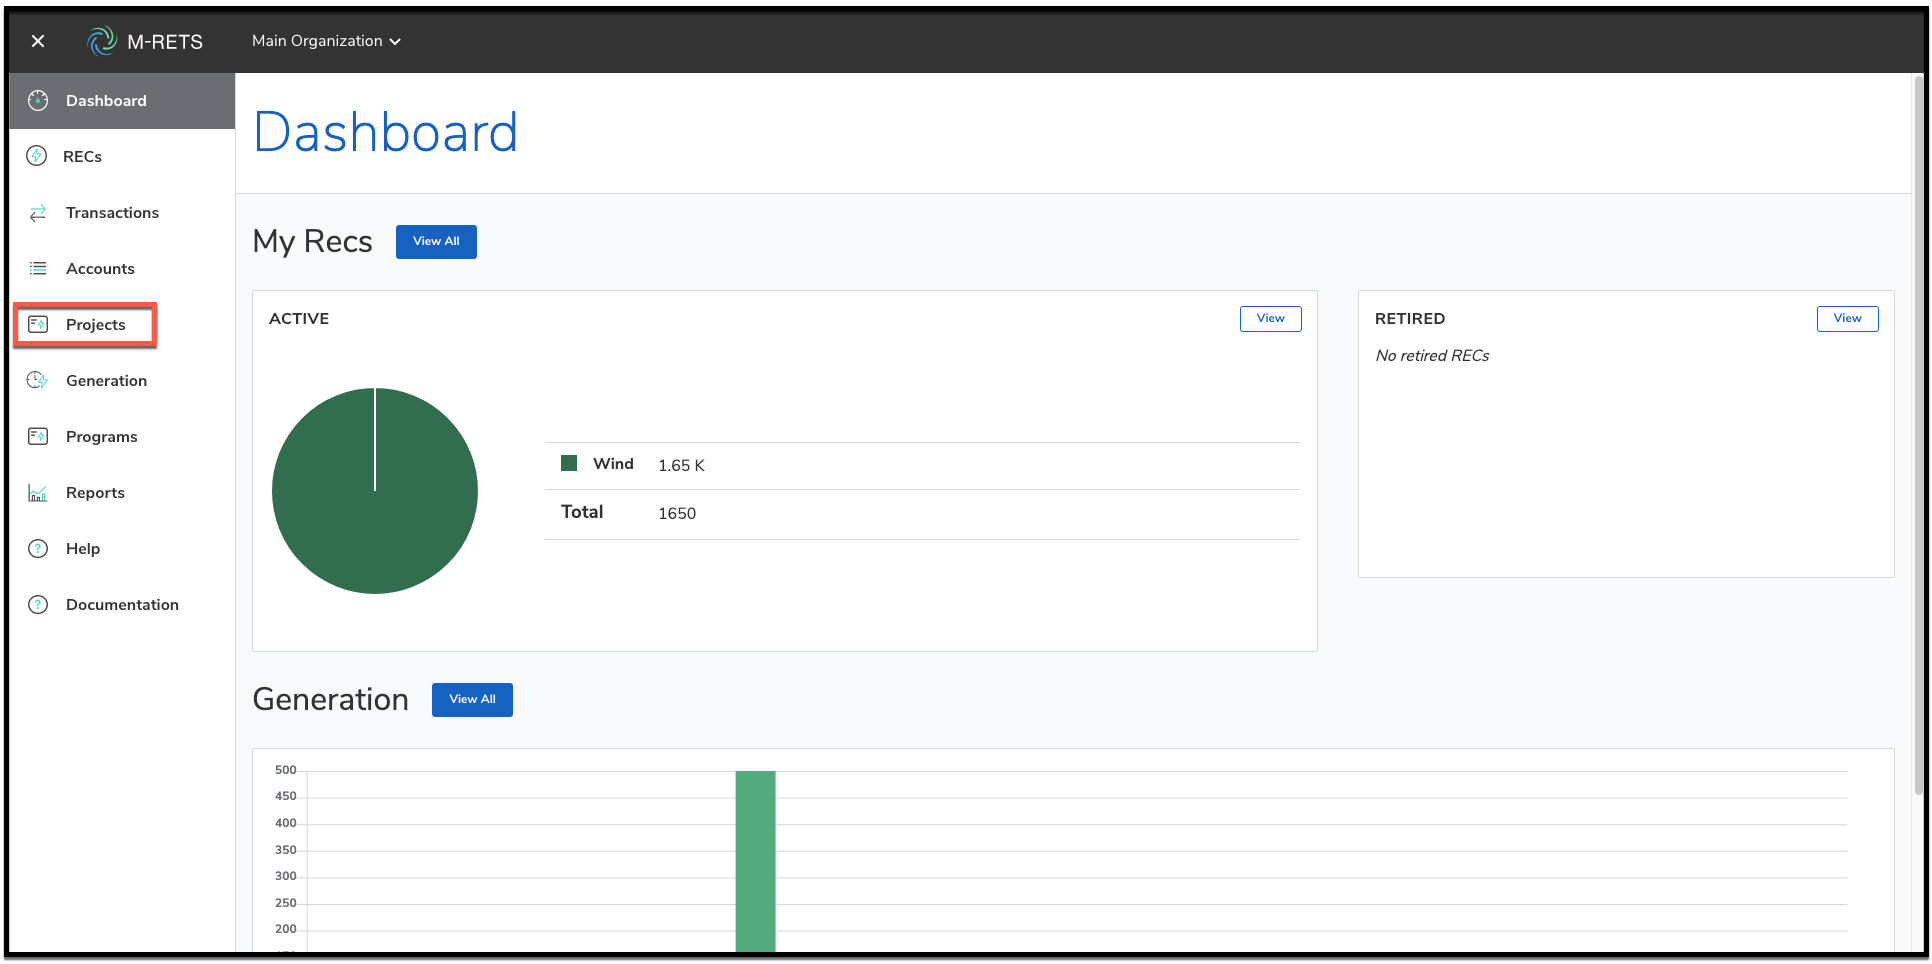 M-RETS
Main Organization
Dashboard
RECs
Transactions
Accounts
Projects
Generation
Programs
Reports
Help
Documentation
Dashboard
My Recs
View All
ACTIVE
View
Wind 1.65 K
Total 1650
RETIRED
View
No retired RECs
Generation
View All
500
450
400
350
300
250
200